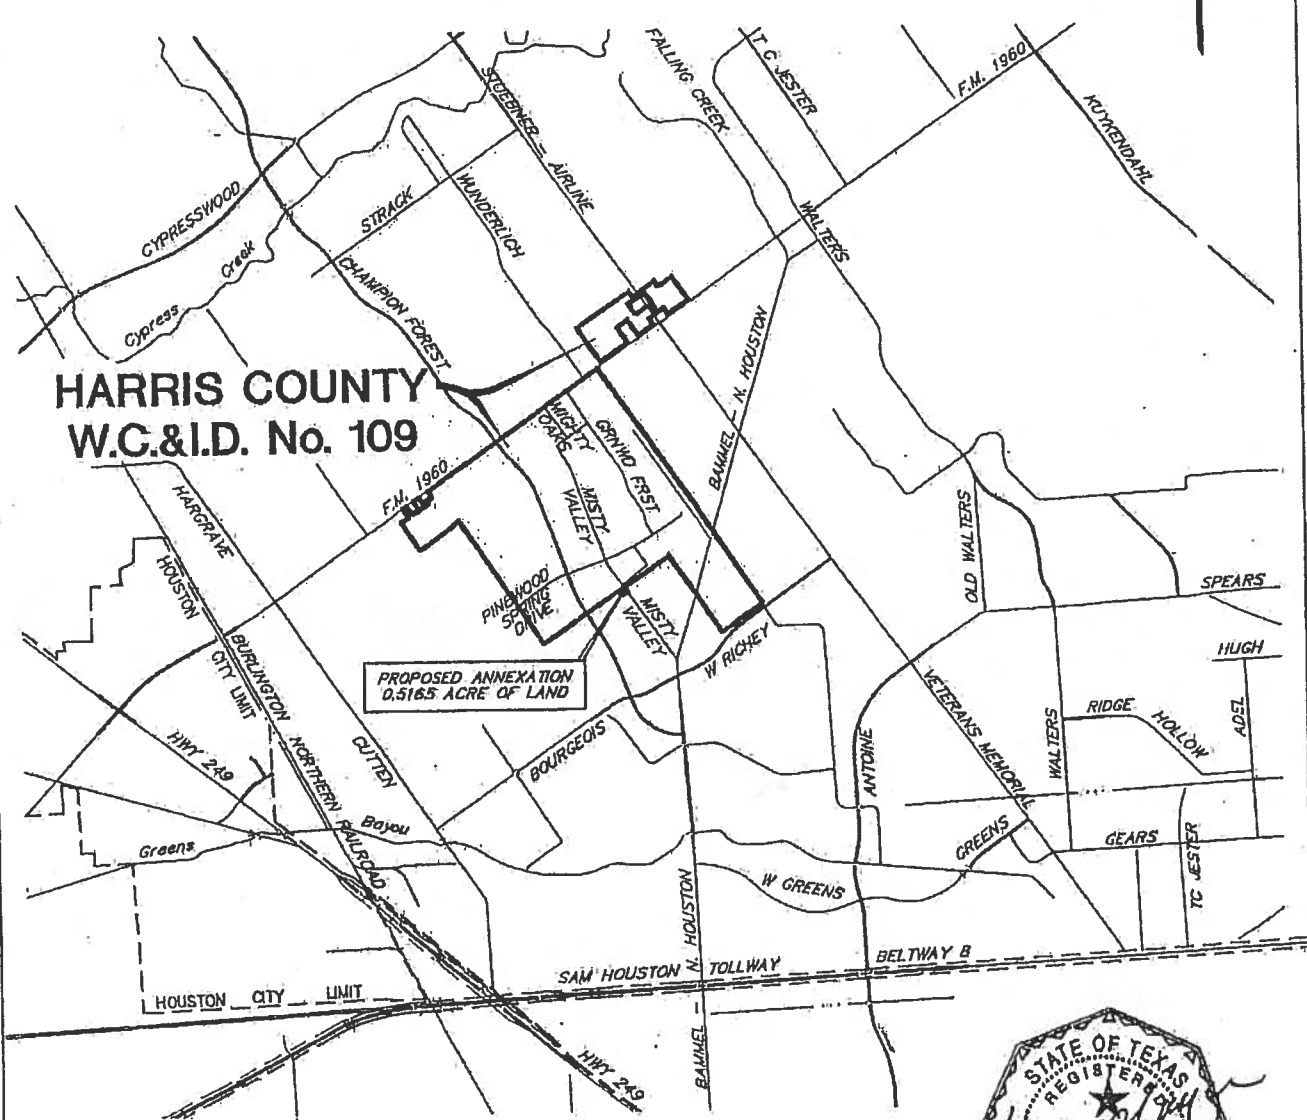 STUEBNER - AIRLINE
FALLING CREEK
T C JESTER
F.M. 1960
KUYKENDAHL
CYPRESSWOOD
STRACK
WUNDERLICH
WALTERS
Cypress Creek
CHAMPION FOREST
BAMMEL - N. HOUSTON
HARRIS COUNTY
W.C.&I.D. No. 109
MIGHTY
OAKS
GRNWD FRST.
F.M. 1960
HARGRAVE
MISTY
VALLEY
OLD WALTERS
HOUSTON
CITY LIMIT
PINEWOOD
SPRING
DRIVE
SPEARS
MISTY
VALLEY
W RICHEY
HUGH
BURLINGTON NORTHERN RAILROAD
PROPOSED ANNEXATION
0.5165 ACRE OF LAND
VETERANS MEMORIAL
RIDGE HOLLOW
ADEL
WALTERS
HWY 249
CUTTEN
BOURGEOIS
ANTOINE
Greens Bayou
GREENS
GEARS
TC JESTER
W GREENS
BAMMEL - N. HOUSTON
SAM HOUSTON TOLLWAY
BELTWAY 8
HOUSTON CITY LIMIT
HWY 249
STATE OF TEXAS
REGISTERED